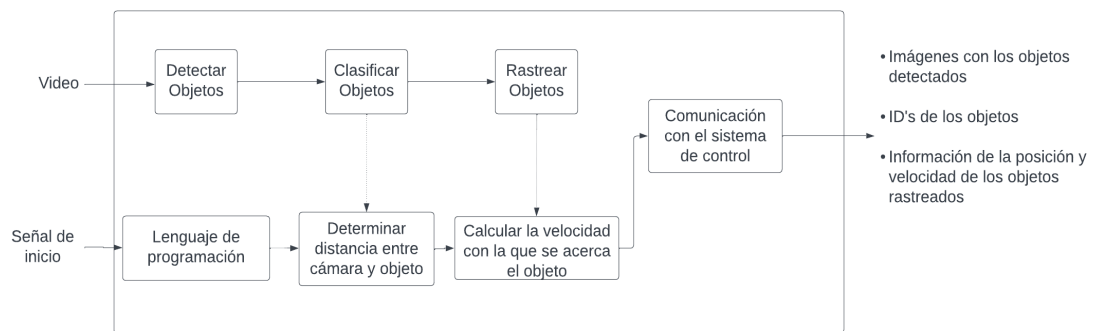 Video
Detectar
Objetos
Clasificar
Objetos
Rastrear
Objetos
Comunicación
con el sistema
de control
• Imágenes con los objetos
detectados
• ID's de los objetos
• Información de la posición y
velocidad de los objetos
rastreados
Señal de
inicio
Lenguaje de
programación
Determinar
distancia entre
cámara y objeto
Calcular la velocidad
con la que se acerca
el objeto